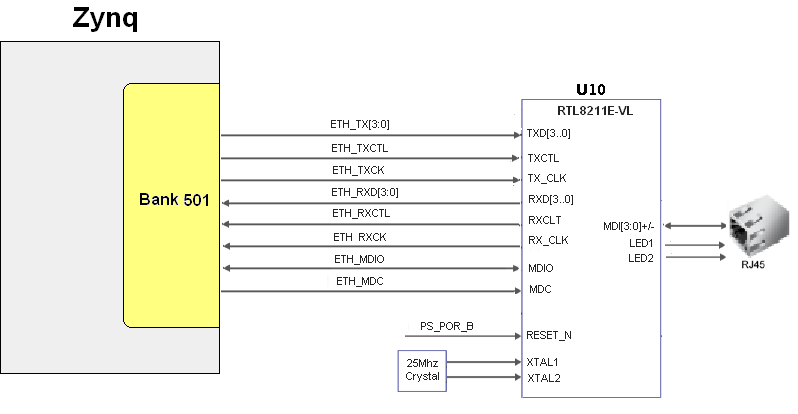 Zynq
Bank 501
ETH_TX[3:0]
ETH_TXCTL
ETH_TXCK
ETH_RXD[3:0]
ETH_RXCTL
ETH_RXCK
ETH_MDIO
ETH_MDC
PS_POR_B
25Mhz
Crystal
U10
RTL8211E-VL
TXD[3..0]
TXCTL
TX_CLK
RXD[3..0]
RXCLT
RX_CLK
MDIO
MDC
RESET_N
XTAL1
XTAL2
MDI[3:0]+/-
LED1
LED2
RJ45